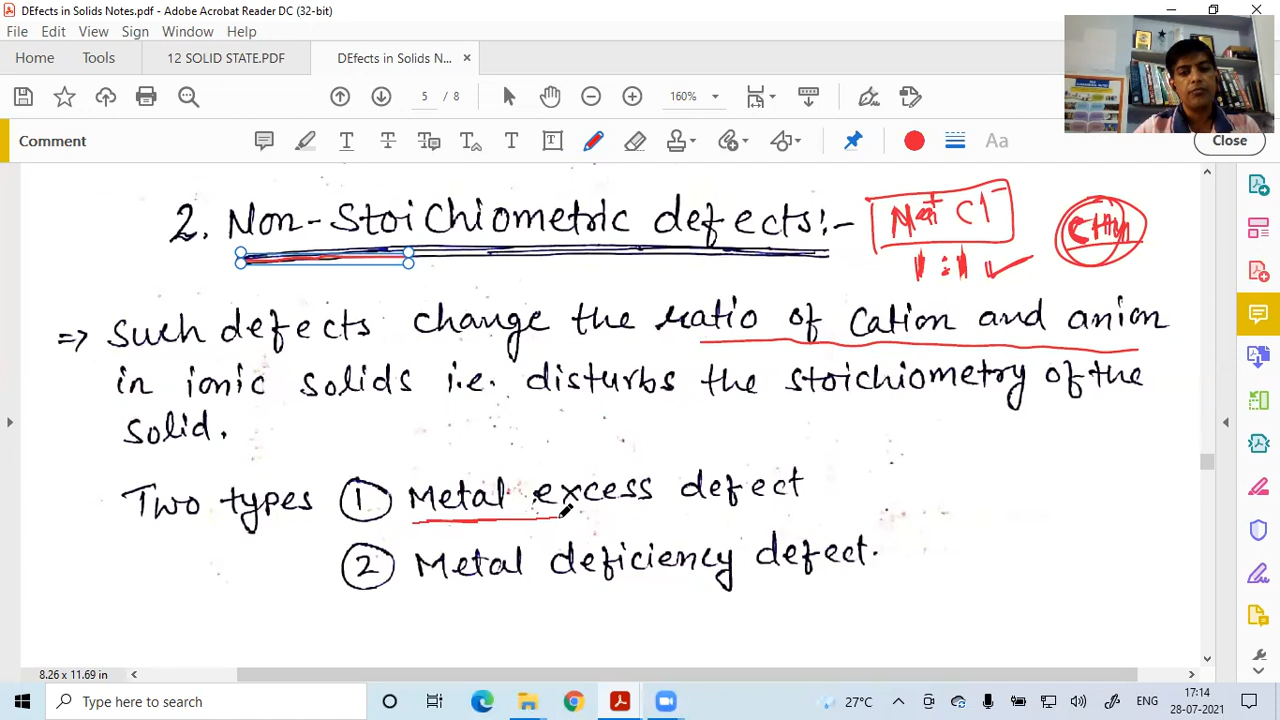 DEfects in Solids Notes.pdf - Adobe Acrobat Reader DC (32-bit)
File Edit View Sign Window Help
Home Tools 12 SOLID STATE.PDF DEfects in Solids N...
5 / 8 160%
Comment Close
2. Non-Stoichiometric defects:- Na+ Cl-
1 : 1
=> Such defects change the ratio of Cation and anion
in ionic solids i.e. disturbs the stoichiometry of the
solid.
Two types ① Metal excess defect
② Metal deficiency defect.
8.26 x 11.69 in
Type here to search 27°C ENG 17:14
28-07-2021